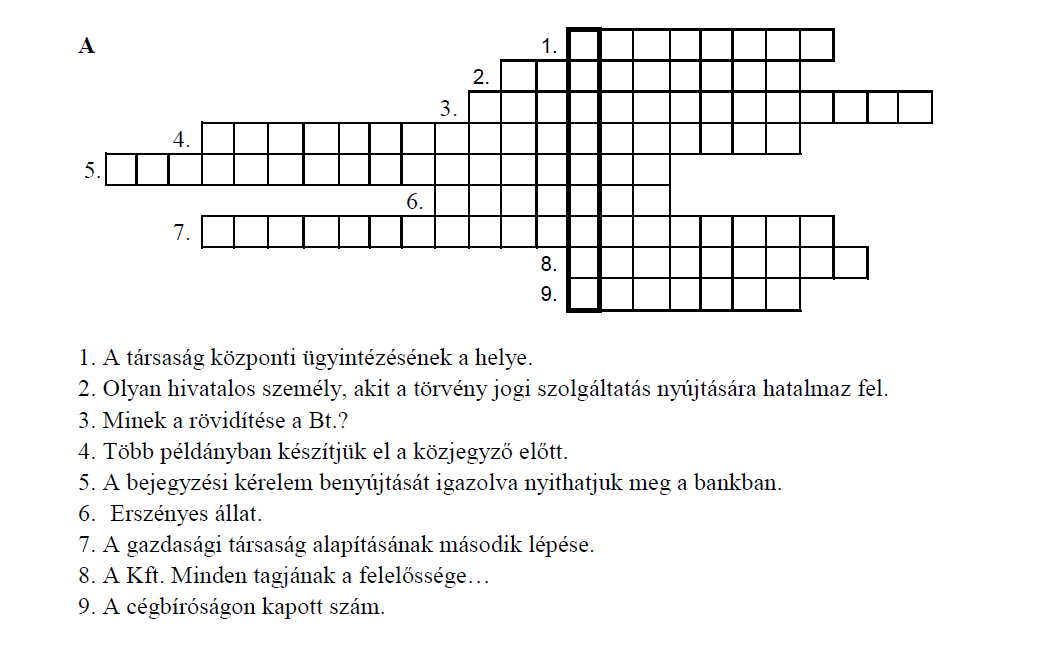 A
1.
2.
3.
4.
5.
6.
7.
8.
9.
1. A társaság központi ügyintézésének a helye.
2. Olyan hivatalos személy, akit a törvény jogi szolgáltatás nyújtására hatalmaz fel.
3. Minek a rövidítése a Bt.?
4. Több példányban készítjük el a közjegyző előtt.
5. A bejegyzési kérelem benyújtását igazolva nyithatjuk meg a bankban.
6. Erszényes állat.
7. A gazdasági társaság alapításának második lépése.
8. A Kft. Minden tagjának a felelőssége…
9. A cégbíróságon kapott szám.